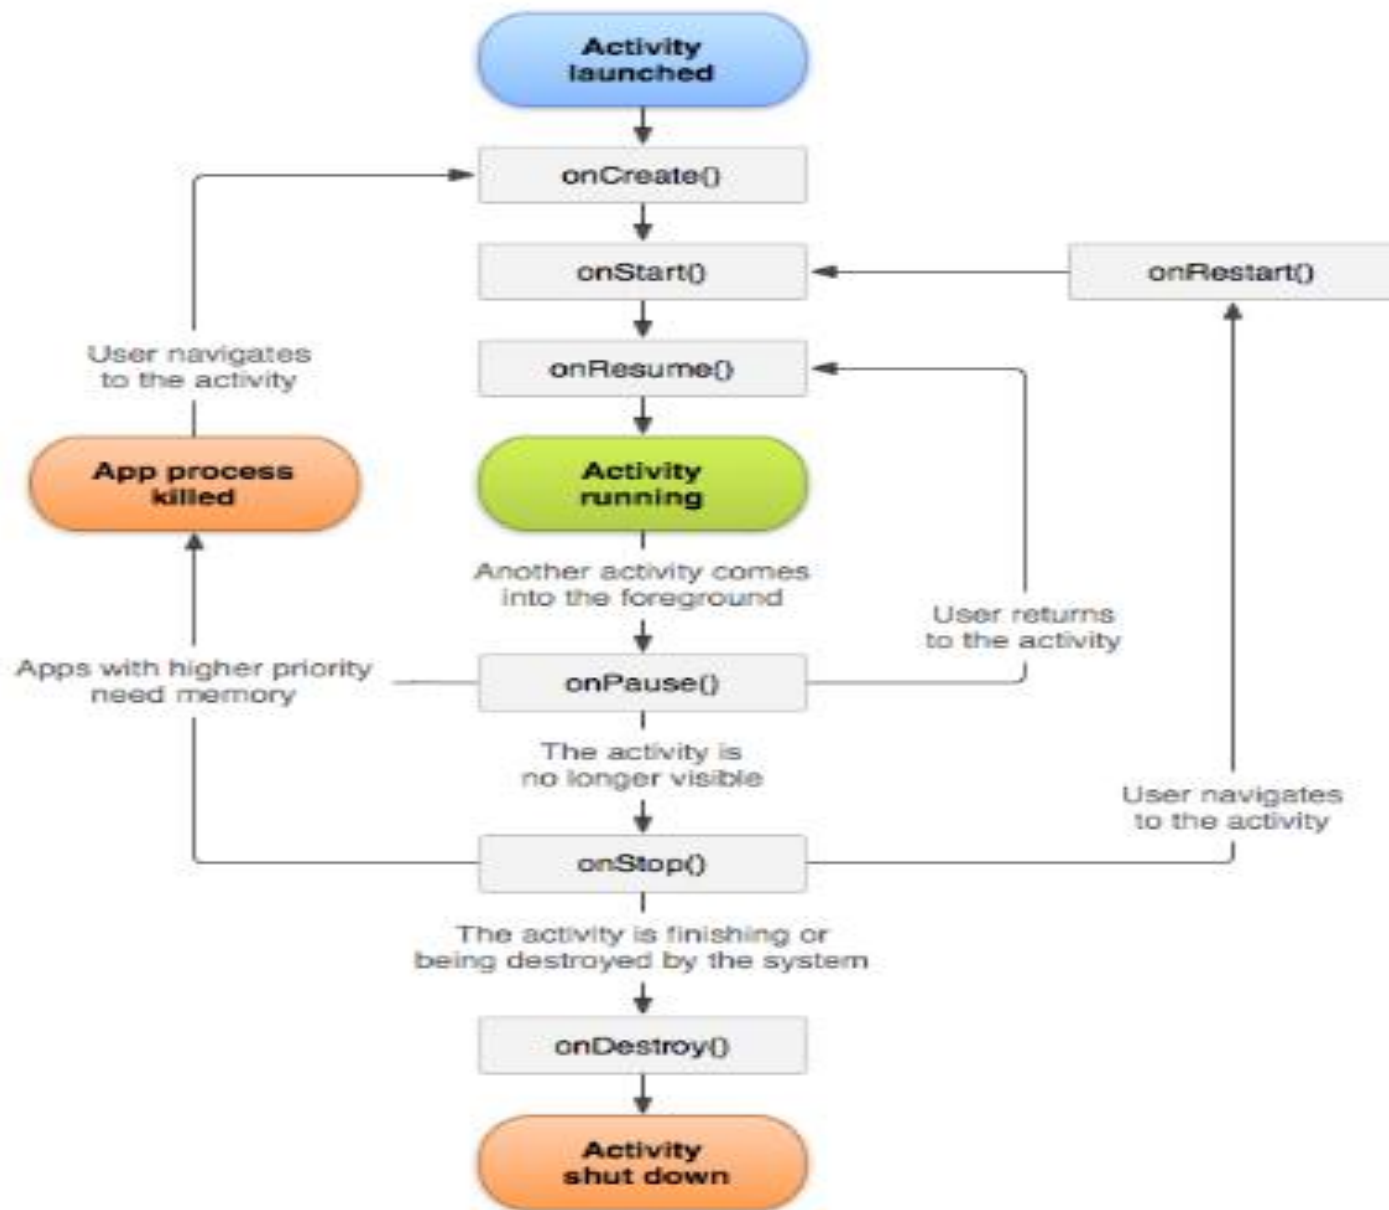 Activity
launched
onCreate()
onStart()
onRestart()
User navigates
to the activity
onResume()
App process
killed
Activity
running
Another activity comes
into the foreground
User returns
to the activity
Apps with higher priority
need memory
onPause()
The activity is
no longer visible
User navigates
to the activity
onStop()
The activity is finishing or
being destroyed by the system
onDestroy()
Activity
shut down